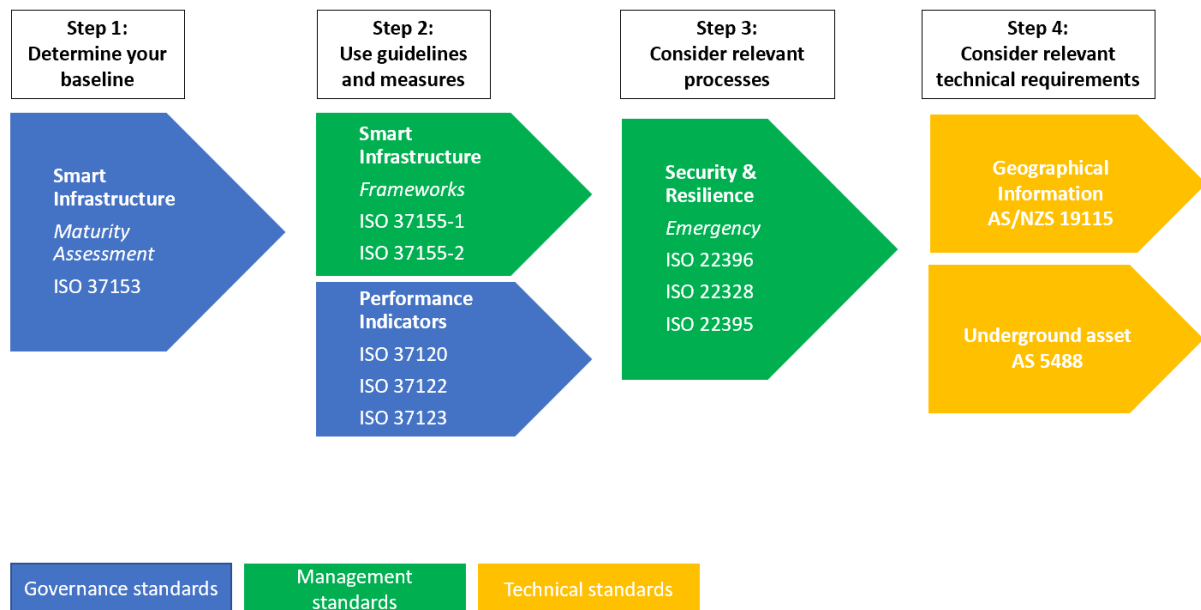 Step 1:
Determine your
baseline
Step 2:
Use guidelines
and measures
Step 3:
Consider relevant
processes
Step 4:
Consider relevant
technical requirements
Smart
Infrastructure
Maturity
Assessment
ISO 37153
Smart
Infrastructure
Frameworks
ISO 37155-1
ISO 37155-2
Performance
Indicators
ISO 37120
ISO 37122
ISO 37123
Security &
Resilience
Emergency
ISO 22396
ISO 22328
ISO 22395
Geographical
Information
AS/NZS 19115
Underground asset
AS 5488
Governance standards
Management
standards
Technical standards